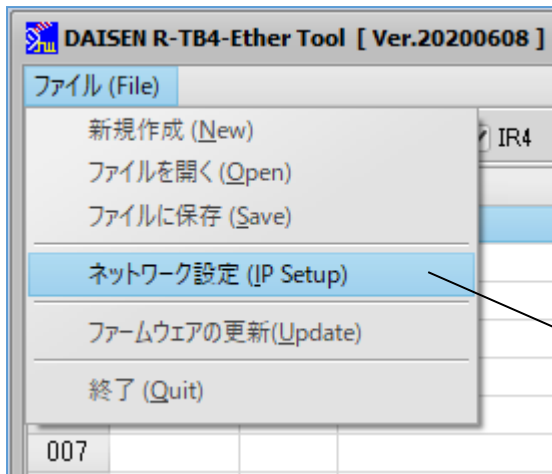 DAISEN R-TB4-Ether Tool [ Ver.20200608 ]
ファイル (File)
新規作成 (New)
IR4
ファイルを開く(Open)
ファイルに保存 (Save)
ネットワーク設定 (IP Setup)
ファームウェアの更新(Update)
終了 (Quit)
007